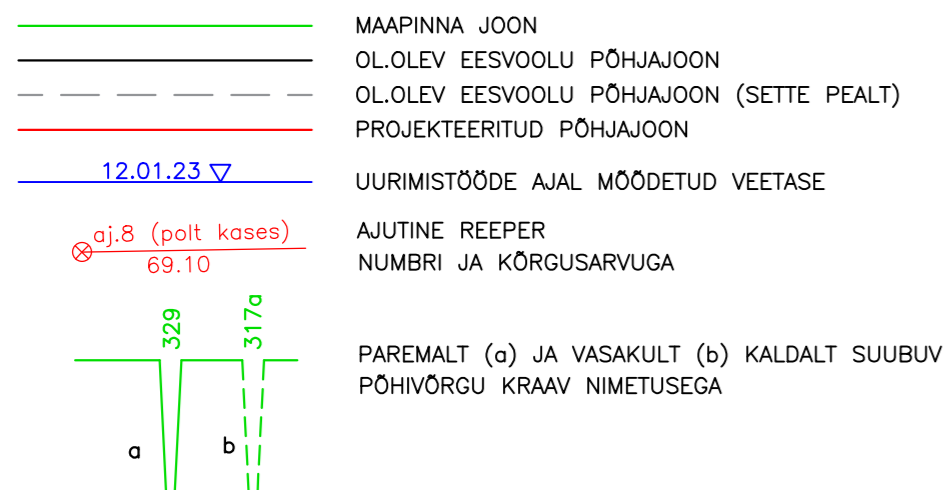 MAAPINNA JOON
OL.OLEV EESVOOLU PÕHJAJOON
OL.OLEV EESVOOLU PÕHJAJOON (SETTE PEALT)
PROJEKTEERITUD PÕHJAJOON
12.01.23
UURIMISTÖÖDE AJAL MÕÕDETUD VEETASE
aj.8 (polt kases)
69.10
AJUTINE REEPER
NUMBRI JA KÕRGUSARVUGA
329
317a
a
b
PAREMALT (a) JA VASAKULT (b) KALDALT SUUBUV
PÕHIVÕRGU KRAAV NIMETUSEGA